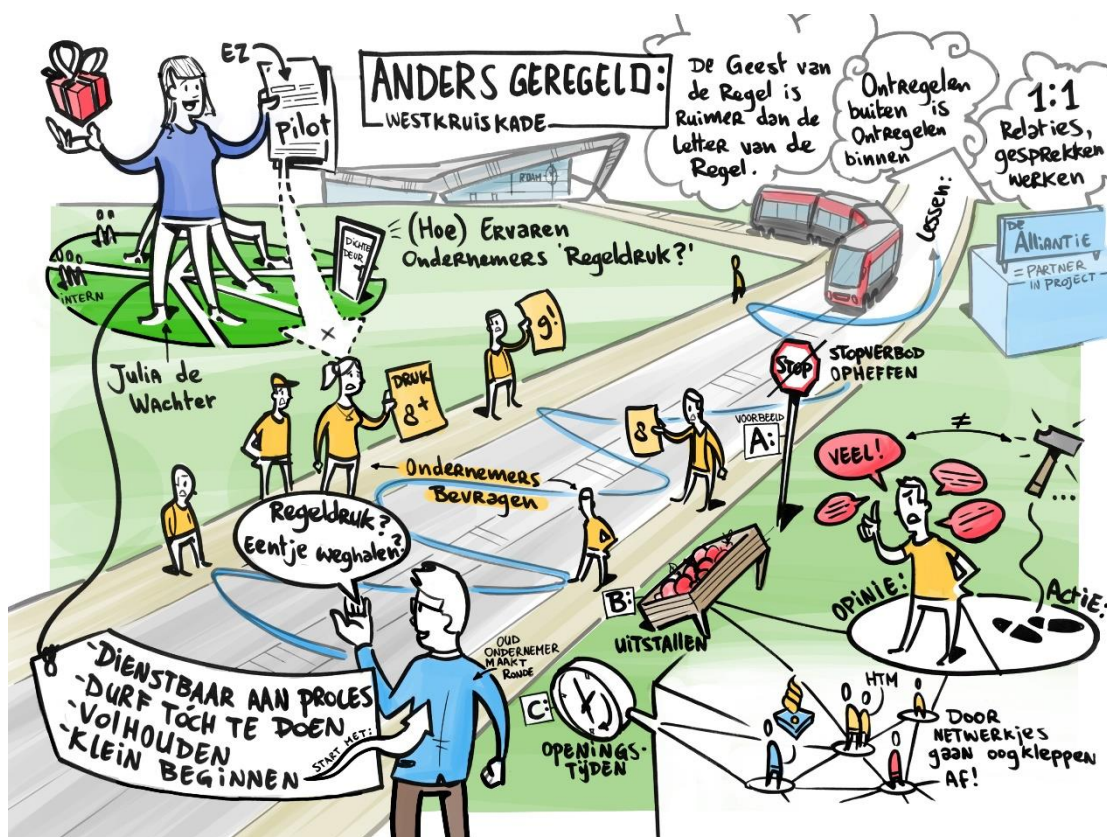 EZ
pilot
ANDERS GEREGELD:
WESTKRUISKADE
De Geest van
de Regel is
Ruimer dan de
Letter van de
Regel.
Ontregelen
buiten is
Ontregelen
binnen
1:1
Relaties,
gesprekken
werken
RDAM
Lessen:
DE
Alliantie
= PARTNER
IN PROJECT
DICHTE
DEUR
(Hoe) Ervaren
Ondernemers 'Regeldruk?'
INTERN
Julia de
Wachter
DRUK
8+
9!
8
STOP
STOPVERBOD
OPHEFFEN
VOORBEELD
A:
Ondernemers
Bevragen
VEEL!
≠
...
Regeldruk?
Eentje weghalen?
OPINIE:
ACTIE:
B:
UITSTALLEN
OUD
ONDERNEMER
MAAKT
RONDE
-DIENSTBAAR AAN PROCES
-DURF TÓCH TE DOEN
-VOLHOUDEN
-KLEIN BEGINNEN
START MET:
C:
OPENINGS-
TIJDEN
HTM
DOOR
NETWERKJES
gaan oogkleppen
AF!